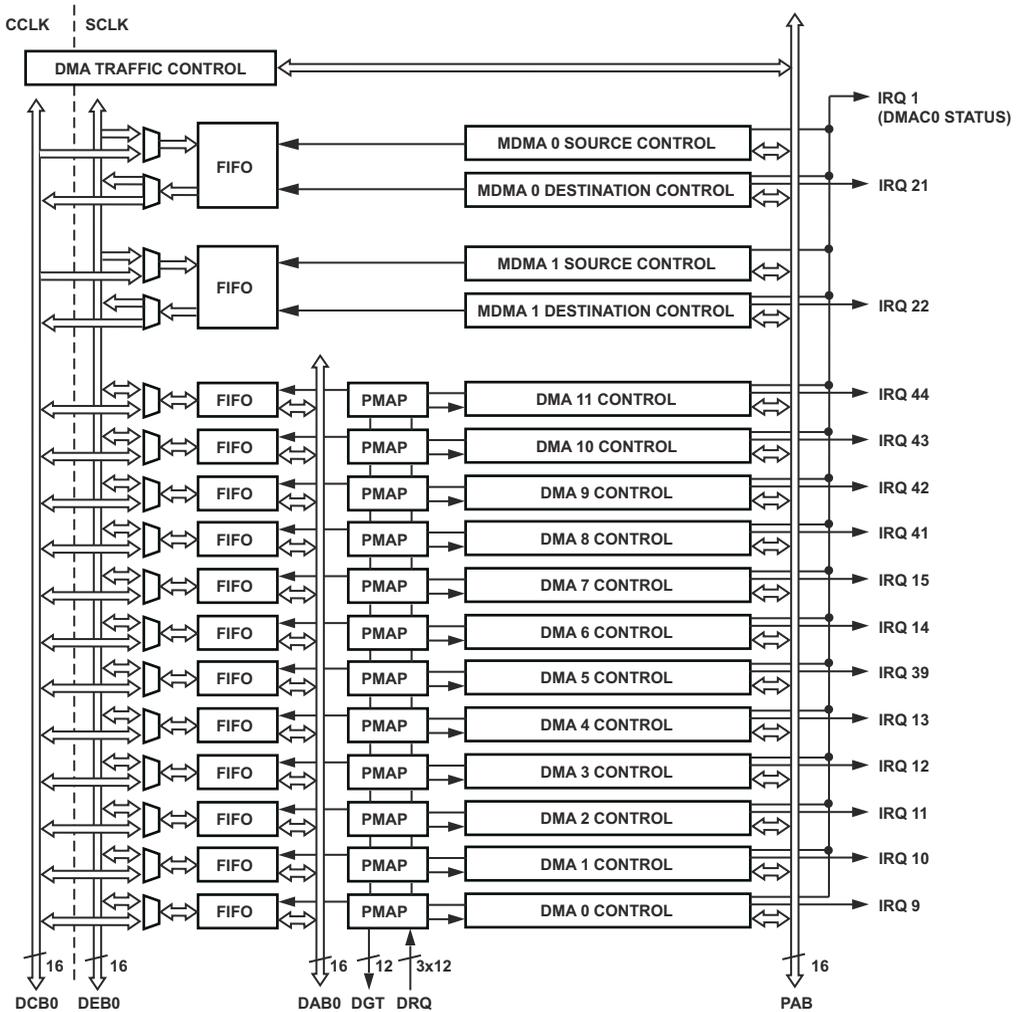 CCLK SCLK
DMA TRAFFIC CONTROL
IRQ 1
(DMAC0 STATUS)
FIFO
MDMA 0 SOURCE CONTROL
MDMA 0 DESTINATION CONTROL IRQ 21
FIFO
MDMA 1 SOURCE CONTROL
MDMA 1 DESTINATION CONTROL IRQ 22
FIFO PMAP DMA 11 CONTROL IRQ 44
FIFO PMAP DMA 10 CONTROL IRQ 43
FIFO PMAP DMA 9 CONTROL IRQ 42
FIFO PMAP DMA 8 CONTROL IRQ 41
FIFO PMAP DMA 7 CONTROL IRQ 15
FIFO PMAP DMA 6 CONTROL IRQ 14
FIFO PMAP DMA 5 CONTROL IRQ 39
FIFO PMAP DMA 4 CONTROL IRQ 13
FIFO PMAP DMA 3 CONTROL IRQ 12
FIFO PMAP DMA 2 CONTROL IRQ 11
FIFO PMAP DMA 1 CONTROL IRQ 10
FIFO PMAP DMA 0 CONTROL IRQ 9
16 16 16 12 3x12 16
DCB0 DEB0 DAB0 DGT DRQ PAB